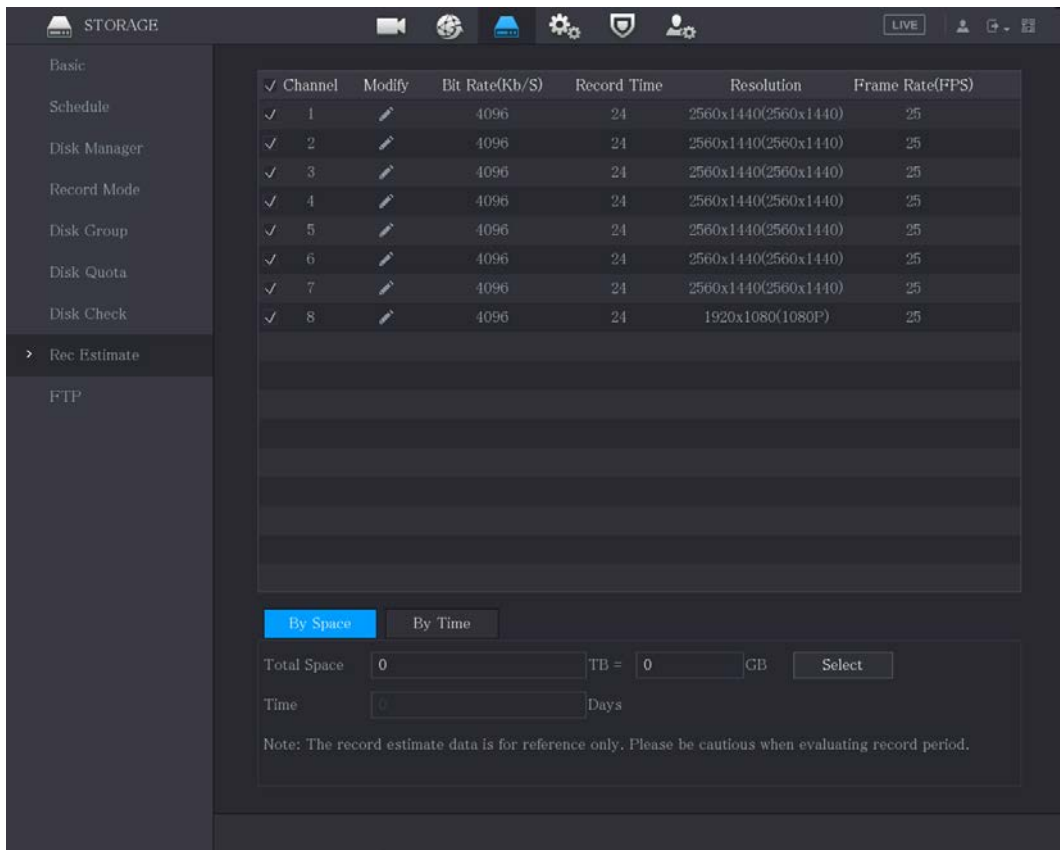 STORAGE
LIVE
Basic
Schedule
Disk Manager
Record Mode
Disk Group
Disk Quota
Disk Check
Rec Estimate
FTP
Channel Modify Bit Rate(Kb/S) Record Time Resolution Frame Rate(FPS)
1 4096 24 2560x1440(2560x1440) 25
2 4096 24 2560x1440(2560x1440) 25
3 4096 24 2560x1440(2560x1440) 25
4 4096 24 2560x1440(2560x1440) 25
5 4096 24 2560x1440(2560x1440) 25
6 4096 24 2560x1440(2560x1440) 25
7 4096 24 2560x1440(2560x1440) 25
8 4096 24 1920x1080(1080P) 25
By Space By Time
Total Space 0 TB = 0 GB Select
Time 0 Days
Note: The record estimate data is for reference only. Please be cautious when evaluating record period.